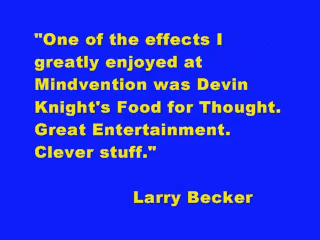 "One of the effects I
greatly enjoyed at
Mindvention was Devin
Knight's Food for Thought.
Great Entertainment.
Clever stuff."
Larry Becker